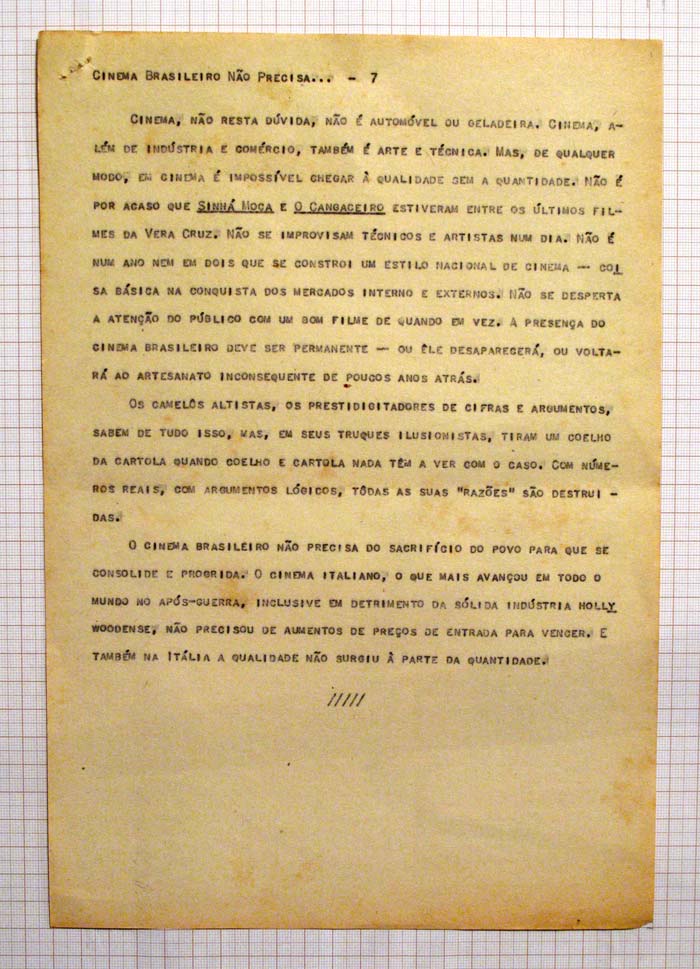 CINEMA BRASILEIRO NÃO PRECISA... - 7
CINEMA, NÃO RESTA DÚVIDA, NÃO É AUTOMÓVEL OU GELADEIRA. CINEMA, A-
LÉM DE INDÚSTRIA E COMÉRCIO, TAMBÉM É ARTE E TÉCNICA. MAS, DE QUALQUER
MODO, EM CINEMA É IMPOSSÍVEL CHEGAR À QUALIDADE SEM A QUANTIDADE. NÃO É
POR ACASO QUE SINHÁ MOÇA E O CANGACEIRO ESTIVERAM ENTRE OS ÚLTIMOS FIL-
MES DA VERA CRUZ. NÃO SE IMPROVISAM TÉCNICOS E ARTISTAS NUM DIA. NÃO É
NUM ANO NEM EM DOIS QUE SE CONSTROI UM ESTILO NACIONAL DE CINEMA — COI
SA BÁSICA NA CONQUISTA DOS MERCADOS INTERNO E EXTERNOS. NÃO SE DESPERTA
A ATENÇÃO DO PÚBLICO COM UM BOM FILME DE QUANDO EM VEZ. A PRESENÇA DO
CINEMA BRASILEIRO DEVE SER PERMANENTE — OU ÊLE DESAPARECERÁ, OU VOLTA-
RÁ AO ARTESANATO INCONSEQUENTE DE POUCOS ANOS ATRÁS.
OS CAMELÔS ALTISTAS, OS PRESTIDIGITADORES DE CIFRAS E ARGUMENTOS,
SABEM DE TUDO ISSO, MAS, EM SEUS TRUQUES ILUSIONISTAS, TIRAM UM COELHO
DA CARTOLA QUANDO COELHO E CARTOLA NADA TÊM A VER COM O CASO. COM NÚME-
ROS REAIS, COM ARGUMENTOS LÓGICOS, TÔDAS AS SUAS "RAZÕES" SÃO DESTRUI-
DAS.
O CINEMA BRASILEIRO NÃO PRECISA DO SACRIFÍCIO DO POVO PARA QUE SE
CONSOLIDE E PROGRIDA. O CINEMA ITALIANO, O QUE MAIS AVANÇOU EM TODO O
MUNDO NO APÓS-GUERRA, INCLUSIVE EM DETRIMENTO DA SÓLIDA INDÚSTRIA HOLLY
WOODENSE, NÃO PRECISOU DE AUMENTOS DE PREÇOS DE ENTRADA PARA VENCER. E
TAMBÉM NA ITÁLIA A QUALIDADE NÃO SURGIU À PARTE DA QUANTIDADE.
/////